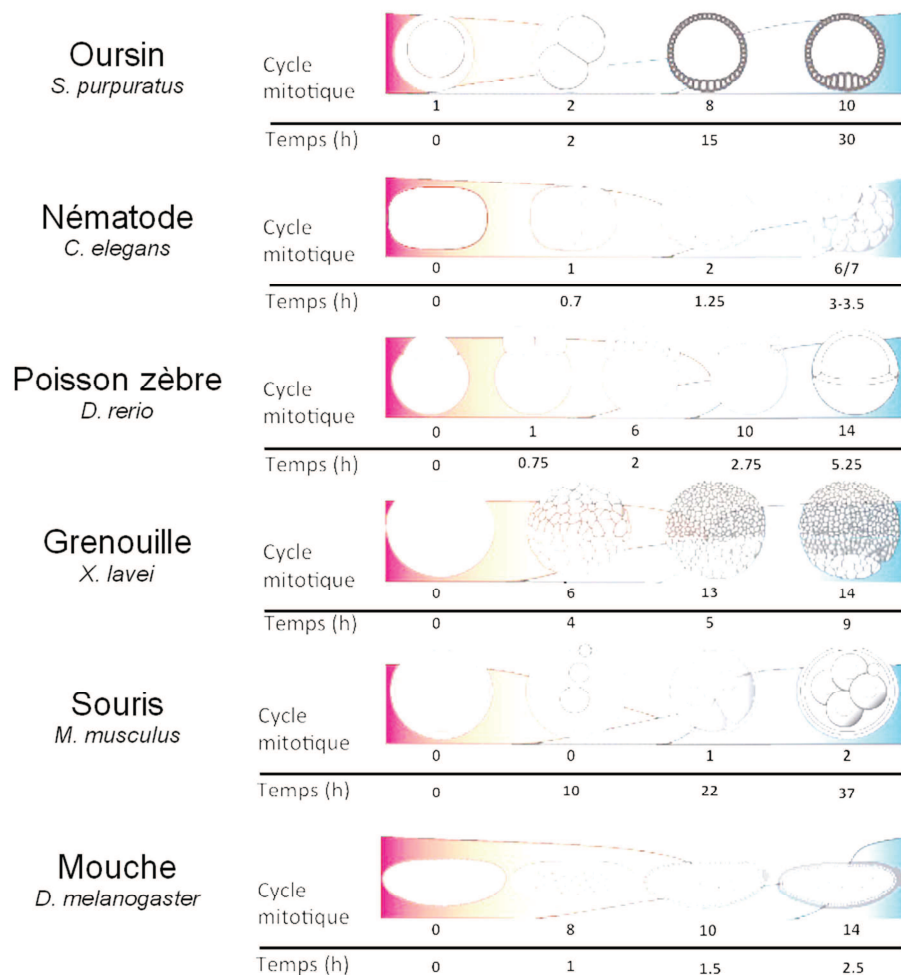 Oursin
S. purpuratus
Cycle
mitotique
1 2 8 10
Temps (h) 0 2 15 30
Nématode
C. elegans
Cycle
mitotique
0 1 2 6/7
Temps (h) 0 0.7 1.25 3-3.5
Poisson zèbre
D. rerio
Cycle
mitotique
0 1 6 10 14
Temps (h) 0 0.75 2 2.75 5.25
Grenouille
X. lavei
Cycle
mitotique
0 6 13 14
Temps (h) 0 4 5 9
Souris
M. musculus
Cycle
mitotique
0 0 1 2
Temps (h) 0 10 22 37
Mouche
D. melanogaster
Cycle
mitotique
0 8 10 14
Temps (h) 0 1 1.5 2.5